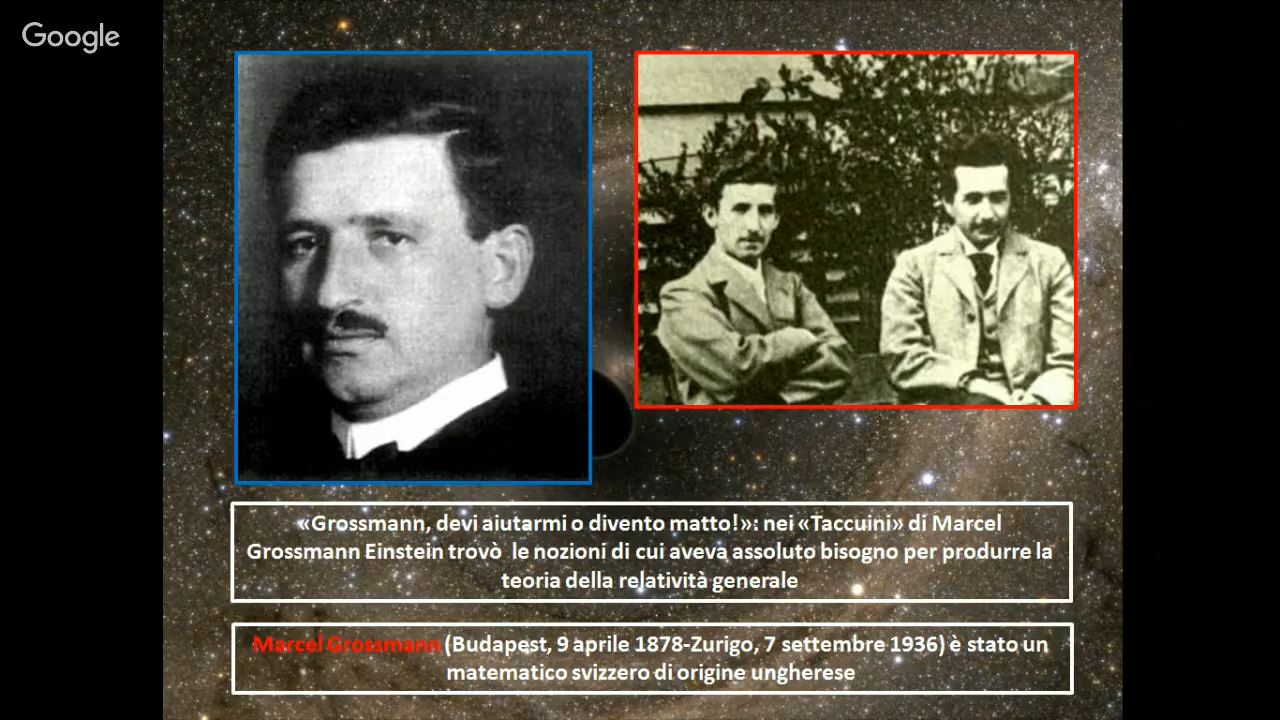 Google
«Grossmann, devi aiutarmi o divento matto!»: nei «Taccuini» di Marcel
Grossmann Einstein trovò le nozioni di cui aveva assoluto bisogno per produrre la
teoria della relatività generale
Marcel Grossmann (Budapest, 9 aprile 1878-Zurigo, 7 settembre 1936) è stato un
matematico svizzero di origine ungherese